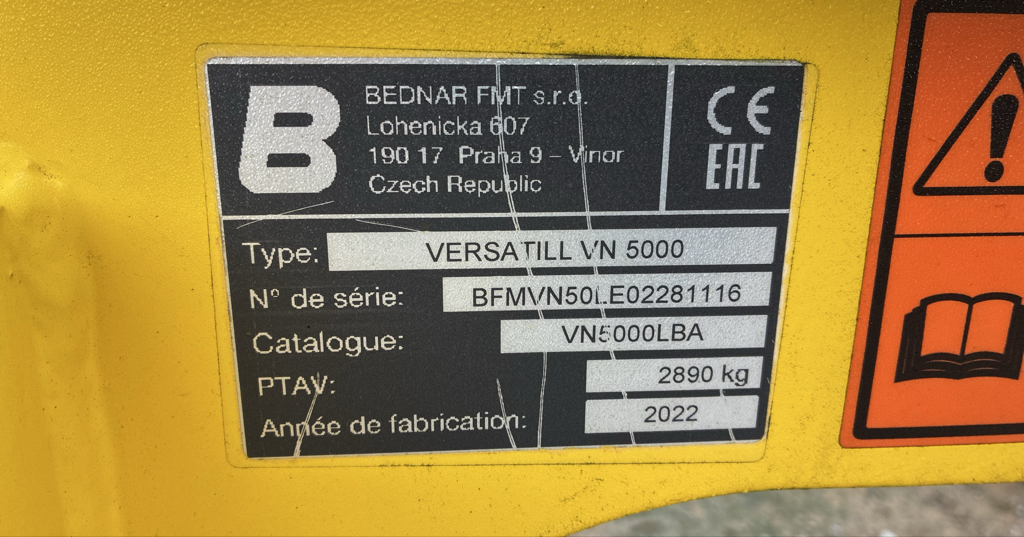 B
BEDNAR FMT s.r.o.
Lohenicka 607
190 17 Praha 9 – Vinor
Czech Republic
CE
EAC
Type: VERSATILL VN 5000
N° de série: BFMVN50LE02281116
Catalogue: VN5000LBA
PTAV: 2890 kg
Année de fabrication: 2022